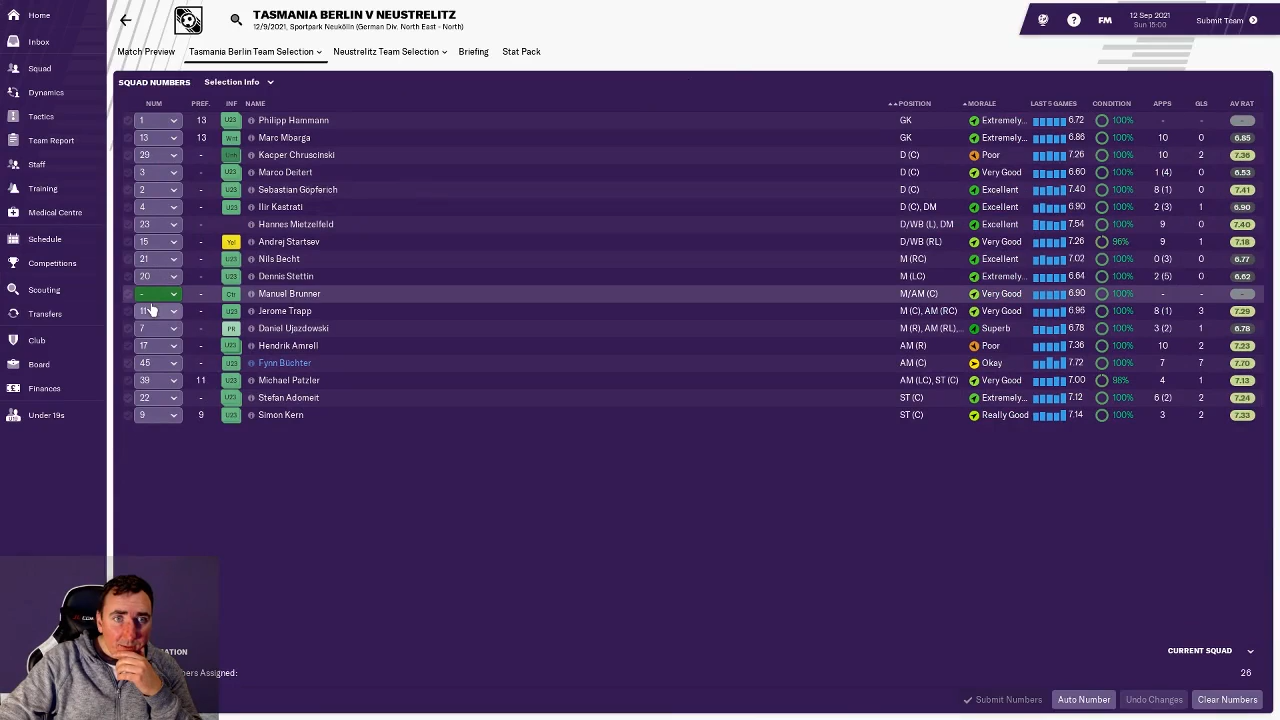 Home
Inbox
Squad
Dynamics
Tactics
Team Report
Staff
Training
Medical Centre
Schedule
Competitions
Scouting
Transfers
Club
Board
Finances
Under 19s
TASMANIA BERLIN V NEUSTRELITZ
12/9/2021, Sportpark Neukölln (German Div. North East - North)
FM 12 Sep 2021 Sun 15:00 Submit Team
Match Preview Tasmania Berlin Team Selection Neustrelitz Team Selection Briefing Stat Pack
SQUAD NUMBERS Selection Info
NUM PREF. INF NAME POSITION MORALE LAST 5 GAMES CONDITION APPS GLS AV RAT
1 13 U23 Philipp Hammann GK Extremely... 6.72 100% - - -
13 13 Wnt Marc Mbarga GK Extremely... 6.86 100% 10 0 6.85
29 - Kacper Chruscinski D (C) Poor 7.26 100% 10 2 7.36
3 - U23 Marco Deitert D (C) Very Good 6.60 100% 1 (4) 0 6.53
2 - U23 Sebastian Göpferich D (C) Excellent 7.40 100% 8 (1) 0 7.41
4 - U23 Ilir Kastrati D (C), DM Excellent 6.90 100% 2 (3) 1 6.90
23 - Hannes Mietzelfeld D/WB (L), DM Excellent 7.54 100% 9 0 7.40
15 - Yel Andrej Startsev D/WB (RL) Very Good 7.26 96% 9 1 7.18
21 - U23 Nils Becht M (RC) Excellent 7.02 100% 0 (3) 0 6.77
20 - U23 Dennis Stettin M (LC) Extremely... 6.64 100% 2 (5) 0 6.62
- - Ctr Manuel Brunner M/AM (C) Very Good 6.90 100% - - -
11 - U23 Jerome Trapp M (C), AM (RC) Very Good 6.96 100% 8 (1) 3 7.29
7 - PR Daniel Ujazdowski M (R), AM (RL),... Superb 6.78 100% 3 (2) 1 6.78
17 - U23 Hendrik Amrell AM (R) Poor 7.36 100% 10 2 7.23
45 - U23 Fynn Büchter AM (C) Okay 7.72 100% 7 7 7.70
39 11 U23 Michael Patzler AM (LC), ST (C) Very Good 7.00 98% 4 1 7.13
22 - U23 Stefan Adomeit ST (C) Extremely... 7.12 100% 6 (2) 2 7.24
9 9 U23 Simon Kern ST (C) Really Good 7.14 100% 3 2 7.33
CURRENT SQUAD
Assigned: 26
Submit Numbers Auto Number Undo Changes Clear Numbers